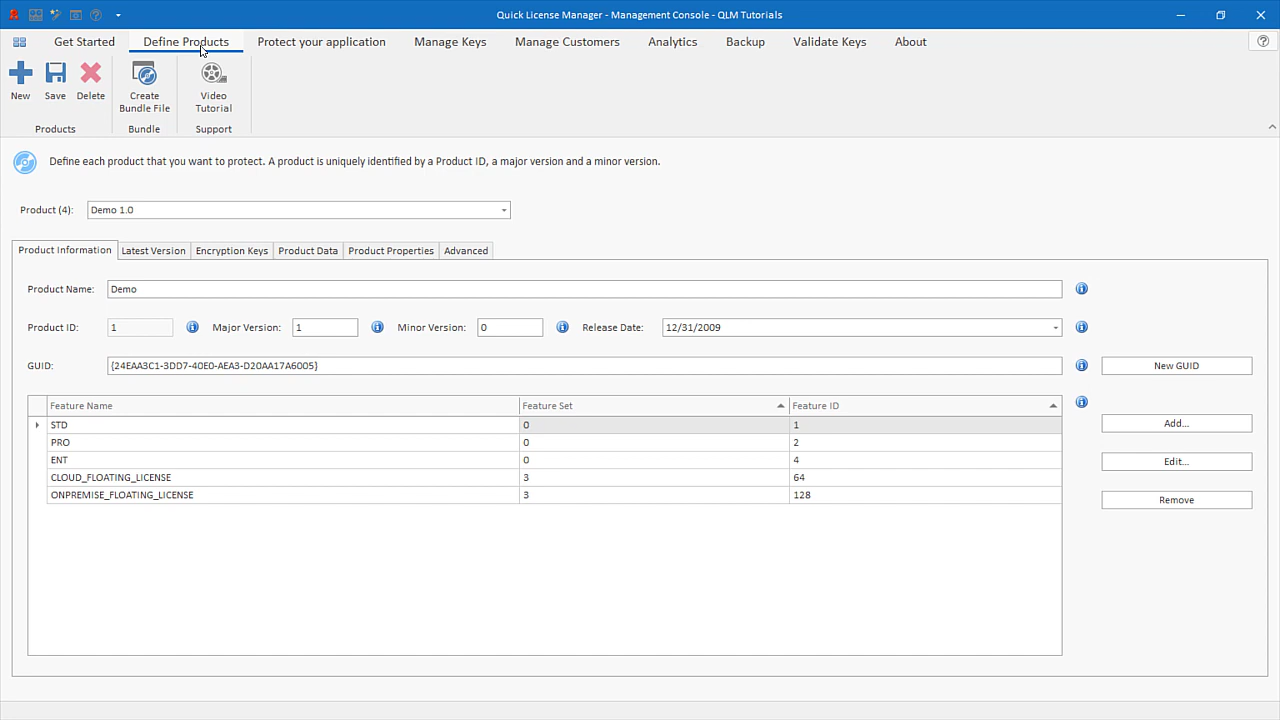 Quick License Manager - Management Console - QLM Tutorials
Get Started Define Products Protect your application Manage Keys Manage Customers Analytics Backup Validate Keys About
New Save Delete Create Bundle File Video Tutorial
Products Bundle Support
Define each product that you want to protect. A product is uniquely identified by a Product ID, a major version and a minor version.
Product (4): Demo 1.0
Product Information Latest Version Encryption Keys Product Data Product Properties Advanced
Product Name: Demo
Product ID: 1 Major Version: 1 Minor Version: 0 Release Date: 12/31/2009
GUID: {24EAA3C1-3DD7-40E0-AEA3-D20AA17A6005} New GUID
Feature Name Feature Set Feature ID
STD 0 1 Add...
PRO 0 2
ENT 0 4 Edit...
CLOUD_FLOATING_LICENSE 3 64
ONPREMISE_FLOATING_LICENSE 3 128 Remove